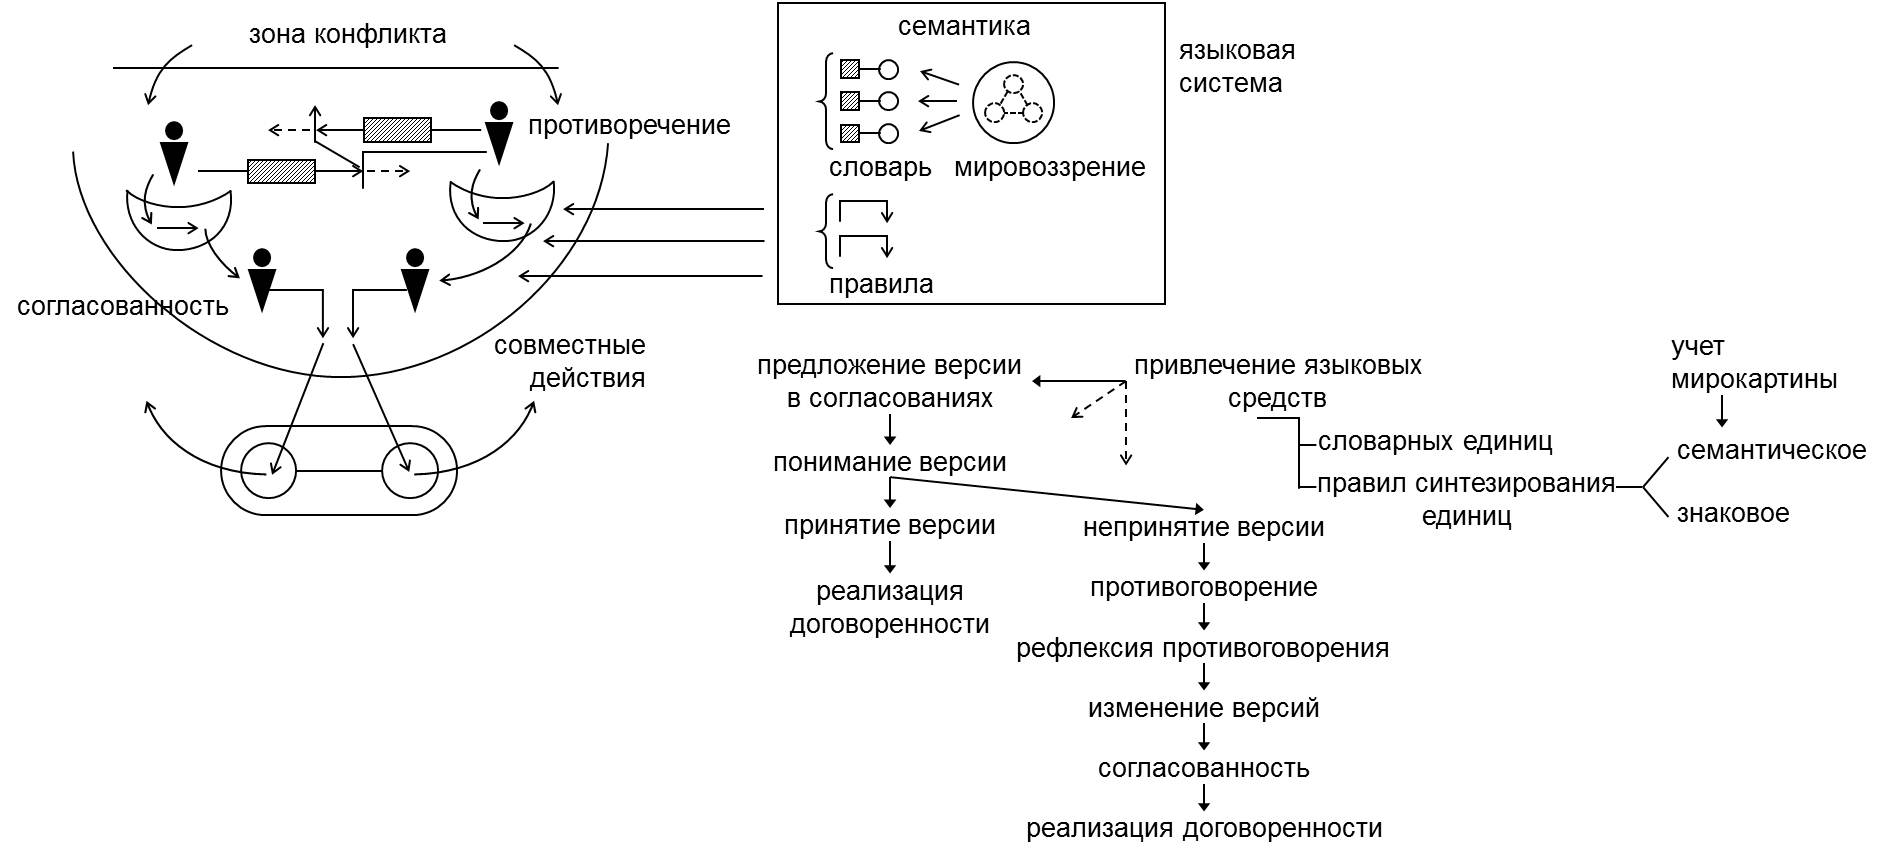 зона конфликта
противоречение
согласованность
совместные
действия
семантика
словарь
мировоззрение
правила
языковая
система
предложение версии
в согласованиях
понимание версии
принятие версии
реализация
договоренности
привлечение языковых
средств
словарных единиц
правил синтезирования
единиц
учет
мирокартины
семантическое
знаковое
непринятие версии
противоговорение
рефлексия противоговорения
изменение версий
согласованность
реализация договоренности